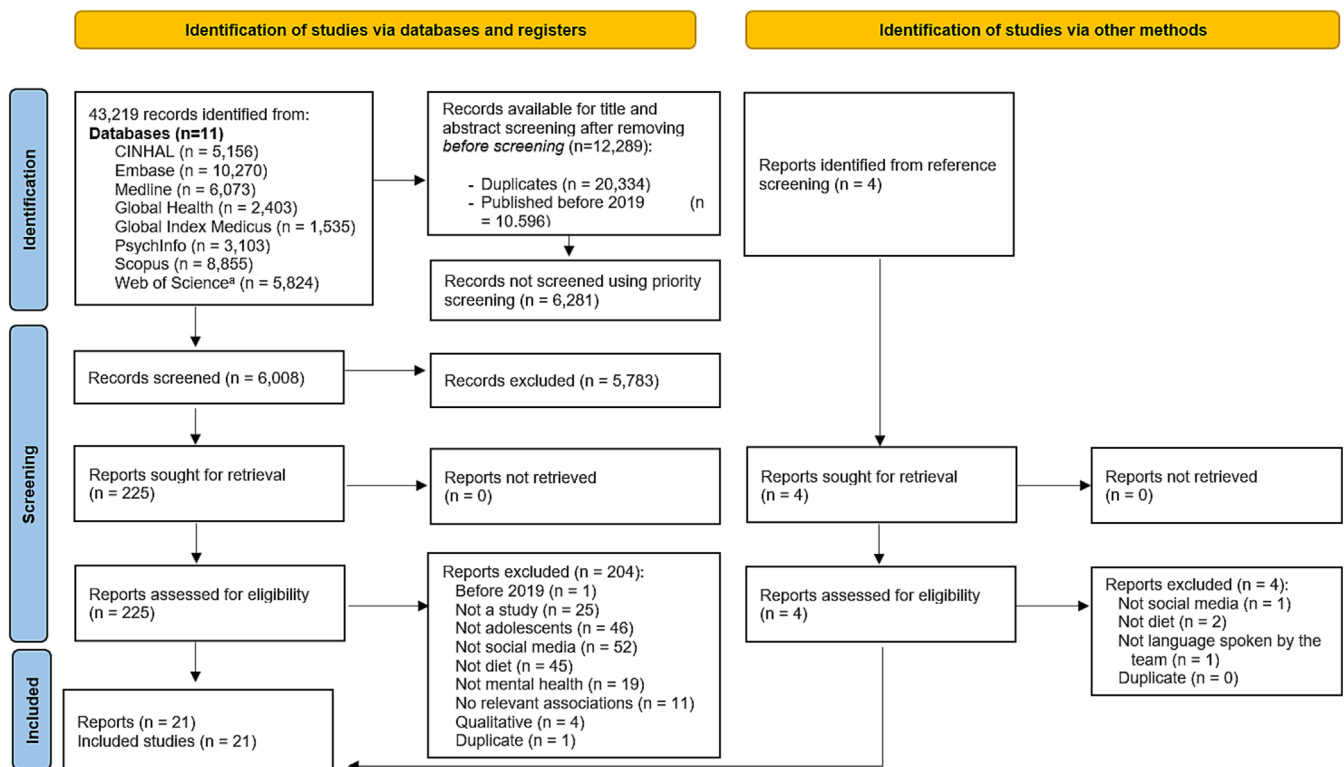 Identification of studies via databases and registers
Identification of studies via other methods
Identification
43,219 records identified from:
Databases (n=11)
CINHAL (n = 5,156)
Embase (n = 10,270)
Medline (n = 6,073)
Global Health (n = 2,403)
Global Index Medicus (n = 1,535)
PsychInfo (n = 3,103)
Scopus (n = 8,855)
Web of Scienceᵃ (n = 5,824)
Records available for title and
abstract screening after removing
before screening (n=12,289):
- Duplicates (n = 20,334)
- Published before 2019 (n
= 10.596)
Records not screened using priority
screening (n = 6,281)
Reports identified from reference
screening (n = 4)
Screening
Records screened (n = 6,008)
Records excluded (n = 5,783)
Reports sought for retrieval
(n = 225)
Reports not retrieved
(n = 0)
Reports sought for retrieval
(n = 4)
Reports not retrieved
(n = 0)
Reports assessed for eligibility
(n = 225)
Reports excluded (n = 204):
Before 2019 (n = 1)
Not a study (n = 25)
Not adolescents (n = 46)
Not social media (n = 52)
Not diet (n = 45)
Not mental health (n = 19)
No relevant associations (n = 11)
Qualitative (n = 4)
Duplicate (n = 1)
Reports assessed for eligibility
(n = 4)
Reports excluded (n = 4):
Not social media (n = 1)
Not diet (n = 2)
Not language spoken by the
team (n = 1)
Duplicate (n = 0)
Included
Reports (n = 21)
Included studies (n = 21)